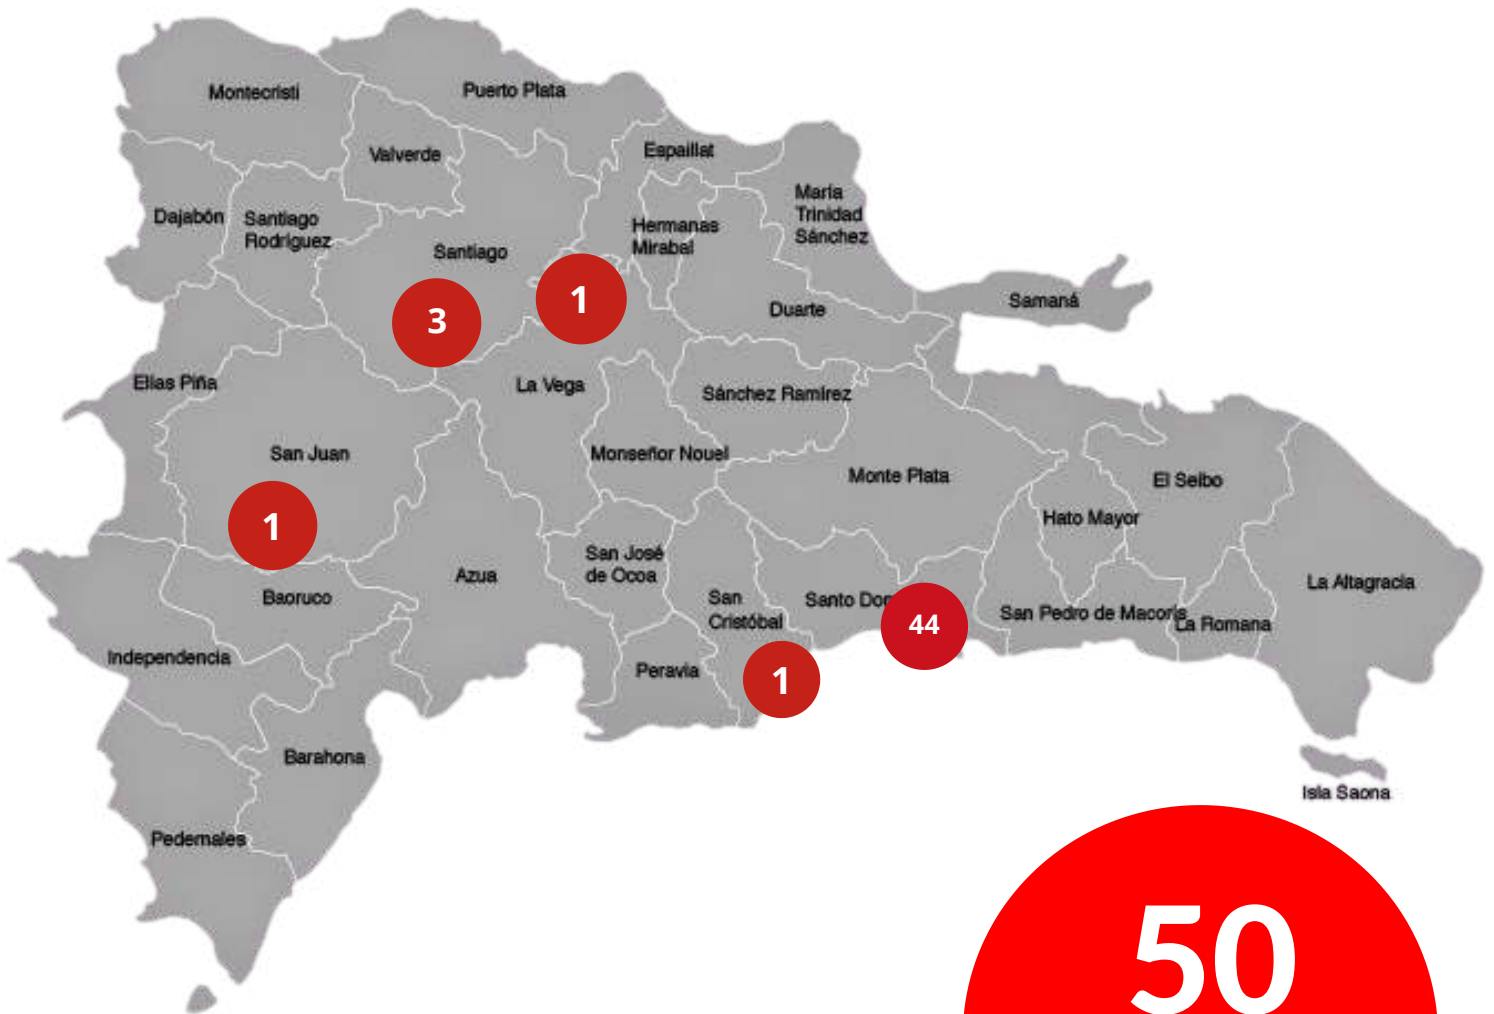 Montecristi
Puerto Plata
Valverde
Espaillat
María
Trinidad
Sánchez
Dajabón
Santiago
Rodríguez
Hermanas
Mirabal
Santiago
3
1
Duarte
Samaná
Elías Piña
La Vega
Sánchez Ramírez
San Juan
Monseñor Nouel
Monte Plata
El Seibo
Hato Mayor
1
Azua
San José
de Ocoa
La Altagracia
Baoruco
San
Cristóbal
Santo Do
44
San Pedro de Macorís
La Romana
Independencia
Peravia
1
Barahona
Isla Saona
Pedernales
50